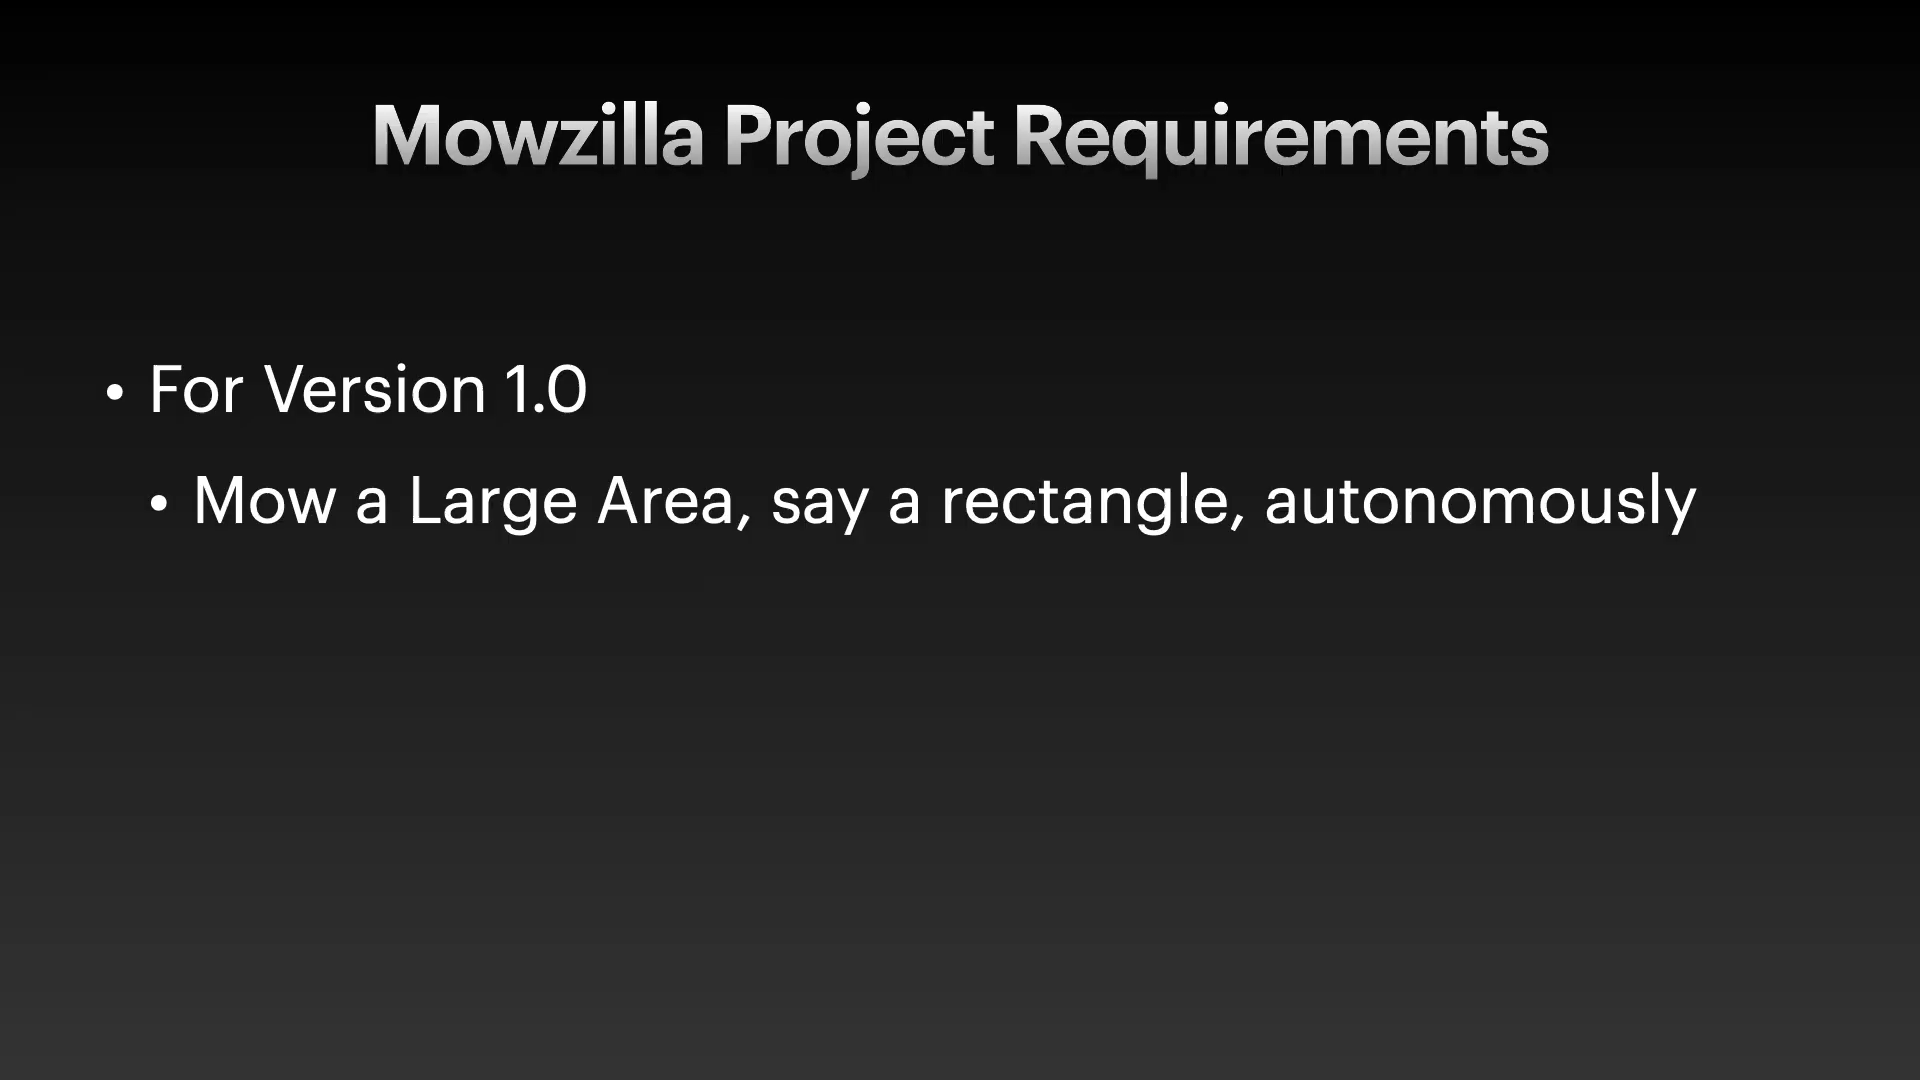 Mowzilla Project Requirements
• For Version 1.0
• Mow a Large Area, say a rectangle, autonomously